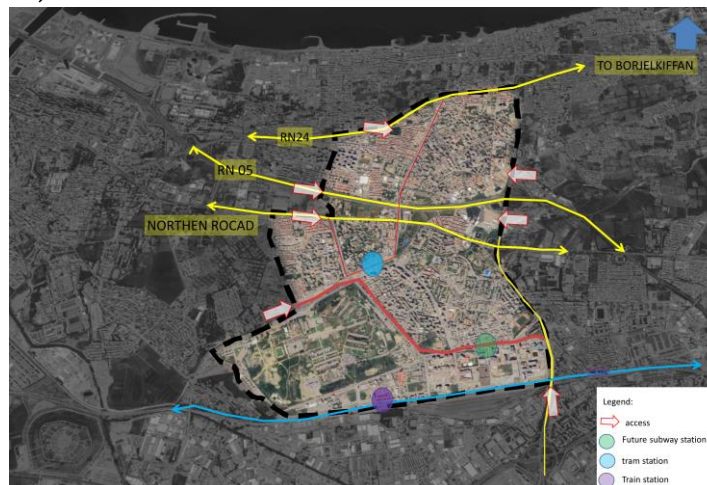 TO BORJELKIFFAN
RN24
RN 05
NORTHEN ROCAD
Legend:
access
Future subway station
tram station
Train station